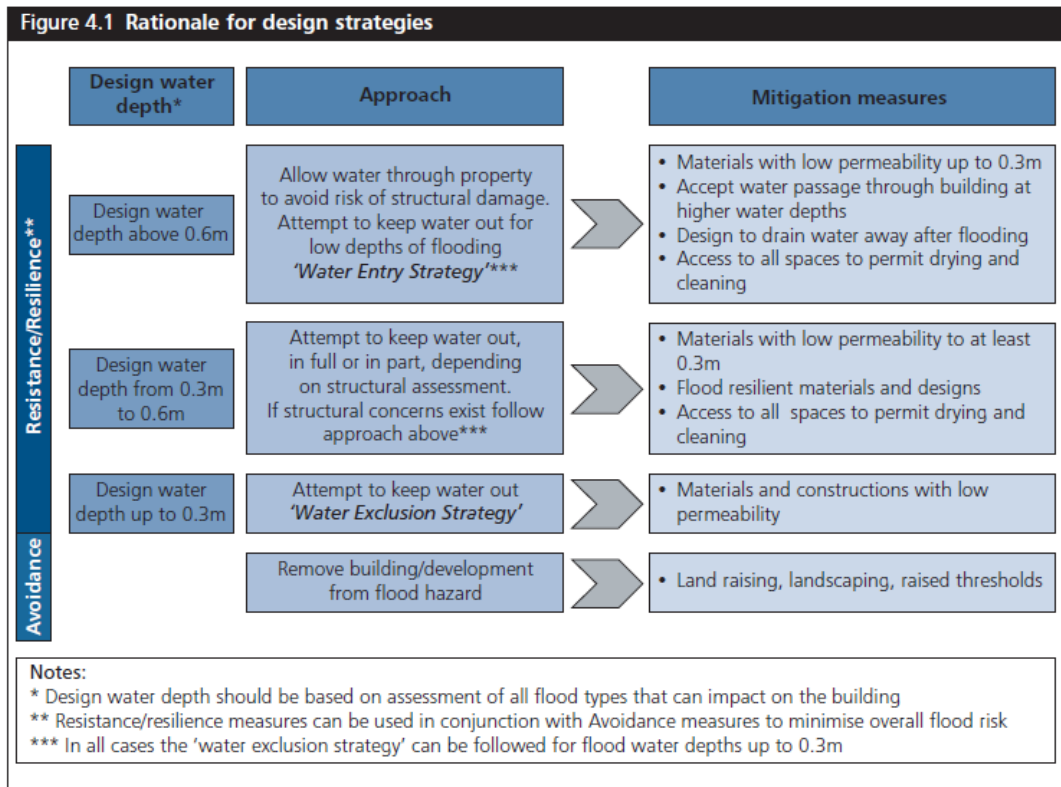 Figure 4.1 Rationale for design strategies
Design water
depth*
Approach
Mitigation measures
Resistance/Resilience**
Design water
depth above 0.6m
Allow water through property
to avoid risk of structural damage.
Attempt to keep water out for
low depths of flooding
‘Water Entry Strategy’***
• Materials with low permeability up to 0.3m
• Accept water passage through building at
higher water depths
• Design to drain water away after flooding
• Access to all spaces to permit drying and
cleaning
Design water
depth from 0.3m
to 0.6m
Attempt to keep water out,
in full or in part, depending
on structural assessment.
If structural concerns exist follow
approach above***
• Materials with low permeability to at least
0.3m
• Flood resilient materials and designs
• Access to all spaces to permit drying and
cleaning
Design water
depth up to 0.3m
Attempt to keep water out
‘Water Exclusion Strategy’
• Materials and constructions with low
permeability
Avoidance
Remove building/development
from flood hazard
• Land raising, landscaping, raised thresholds
Notes:
* Design water depth should be based on assessment of all flood types that can impact on the building
** Resistance/resilience measures can be used in conjunction with Avoidance measures to minimise overall flood risk
*** In all cases the ‘water exclusion strategy’ can be followed for flood water depths up to 0.3m